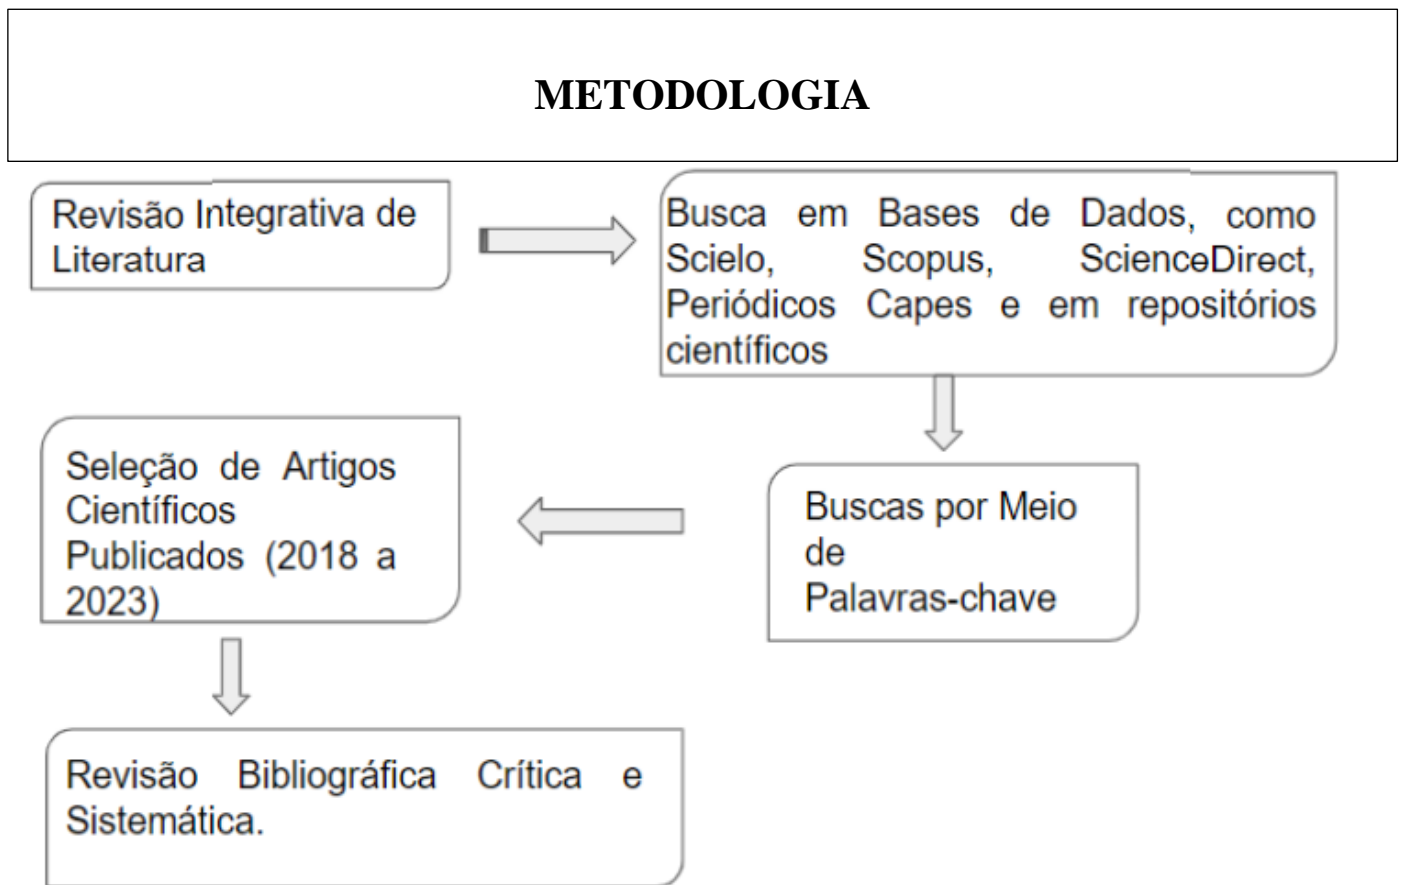 METODOLOGIA
Revisão Integrativa de
Literatura
Busca em Bases de Dados, como
Scielo, Scopus, ScienceDirect,
Periódicos Capes e em repositórios
científicos
Buscas por Meio
de
Palavras-chave
Seleção de Artigos
Científicos
Publicados (2018 a
2023)
Revisão Bibliográfica Crítica e
Sistemática.